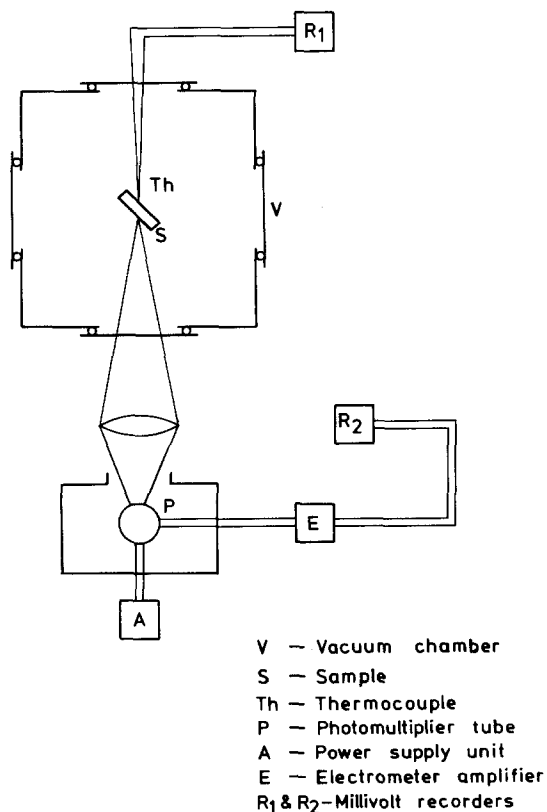 R₁
Th
S
V
P
R₂
E
A
V — Vacuum chamber
S — Sample
Th — Thermocouple
P — Photomultiplier tube
A — Power supply unit
E — Electrometer amplifier
R₁ & R₂ — Millivolt recorders